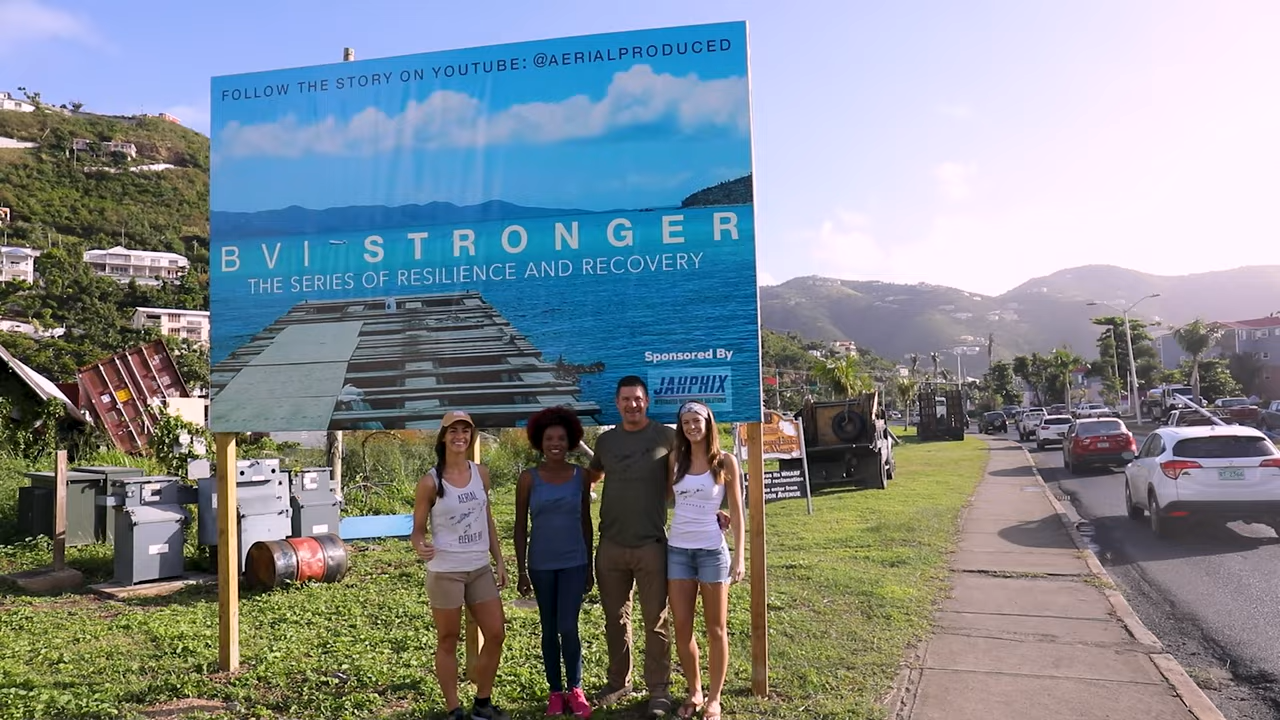 FOLLOW THE STORY ON YOUTUBE: @AERIALPRODUCED
BVI STRONGER
THE SERIES OF RESILIENCE AND RECOVERY
Sponsored By
JAHPHIX
AERIAL